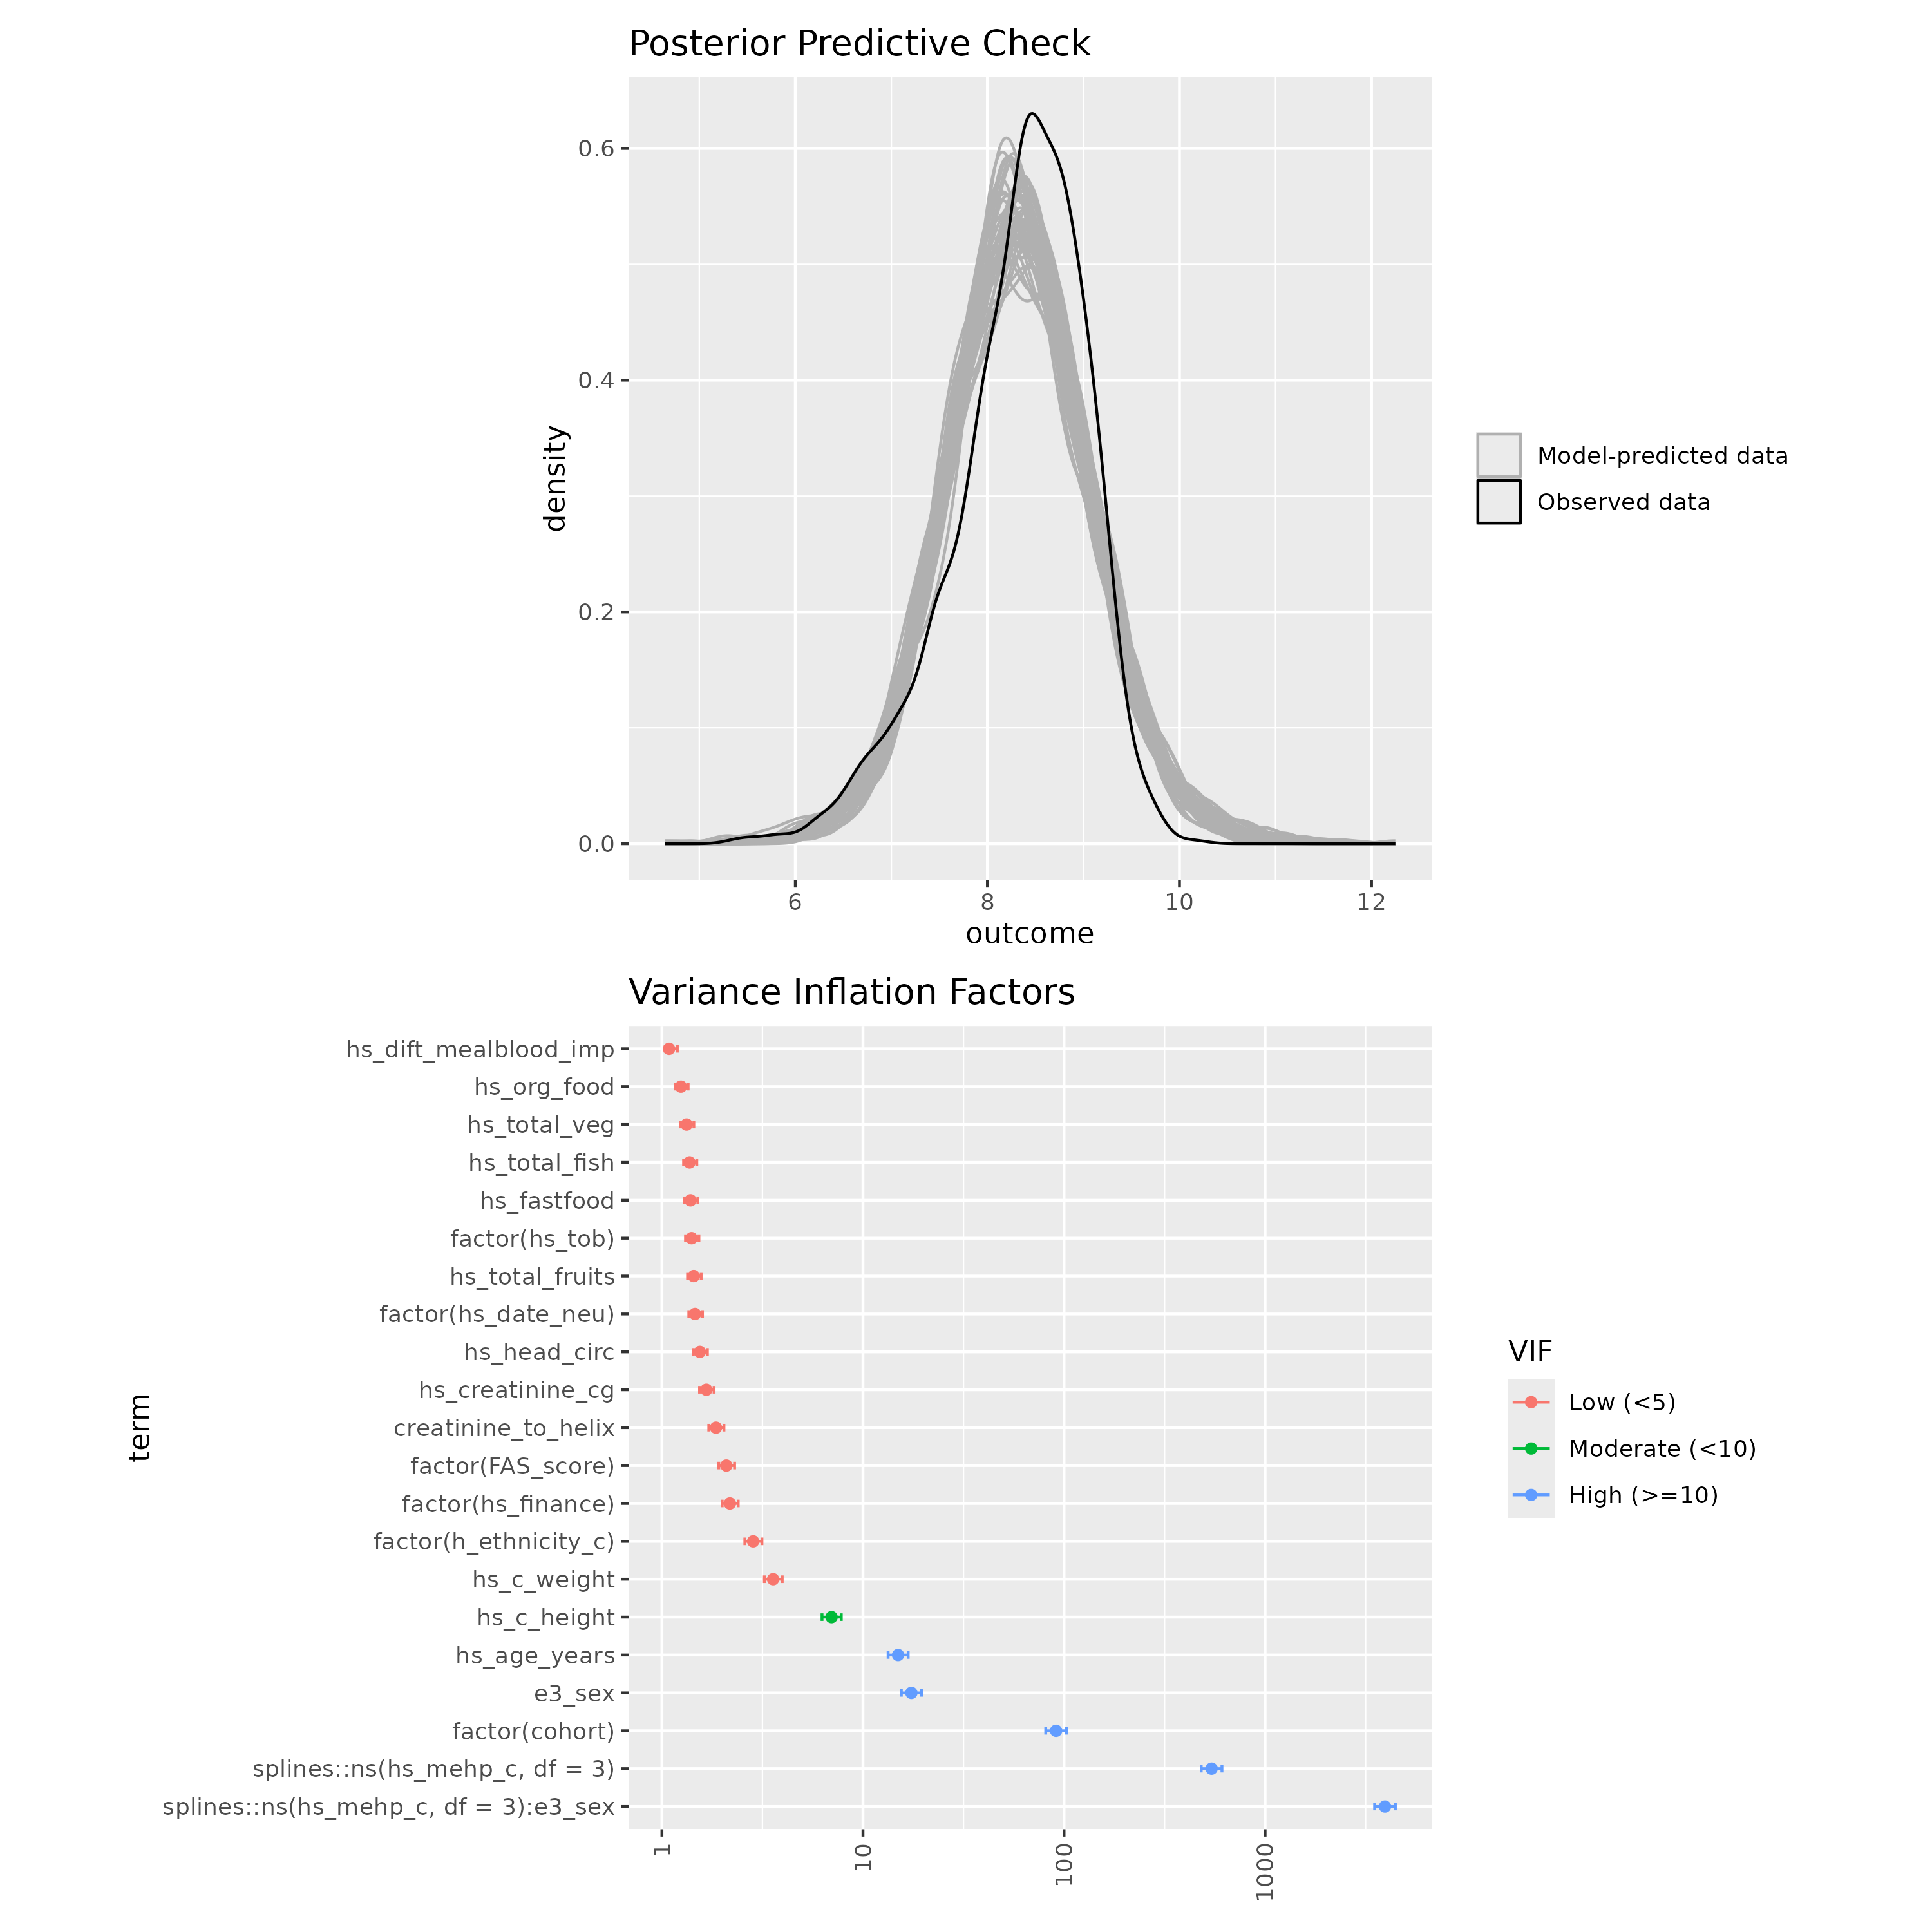 Posterior Predictive Check
0.6
0.4
0.2
0.0
density
6
8
10
12
outcome
Model-predicted data
Observed data
Variance Inflation Factors
hs_dift_mealblood_imp
hs_org_food
hs_total_veg
hs_total_fish
hs_fastfood
factor(hs_tob)
hs_total_fruits
factor(hs_date_neu)
hs_head_circ
hs_creatinine_cg
creatinine_to_helix
factor(FAS_score)
factor(hs_finance)
factor(h_ethnicity_c)
hs_c_weight
hs_c_height
hs_age_years
e3_sex
factor(cohort)
splines::ns(hs_mehp_c, df = 3)
splines::ns(hs_mehp_c, df = 3):e3_sex
term
1
10
100
1000
VIF
Low (<5)
Moderate (<10)
High (>=10)